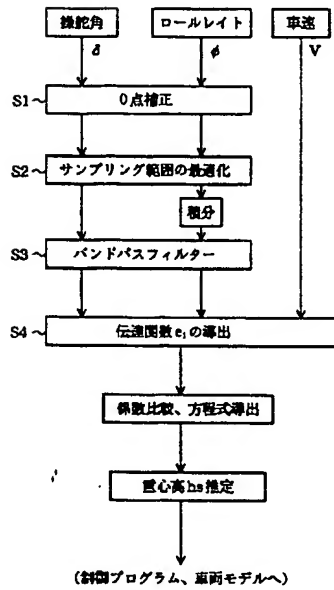 操舵角 ロールレイト 車速
δ φ V
S1 0点補正
S2 サンプリング範囲の最適化
積分
S3 バンドパスフィルター
S4 伝達関数eiの導出
係数比較、方程式導出
重心高hs推定
(制御プログラム、車両モデルへ)